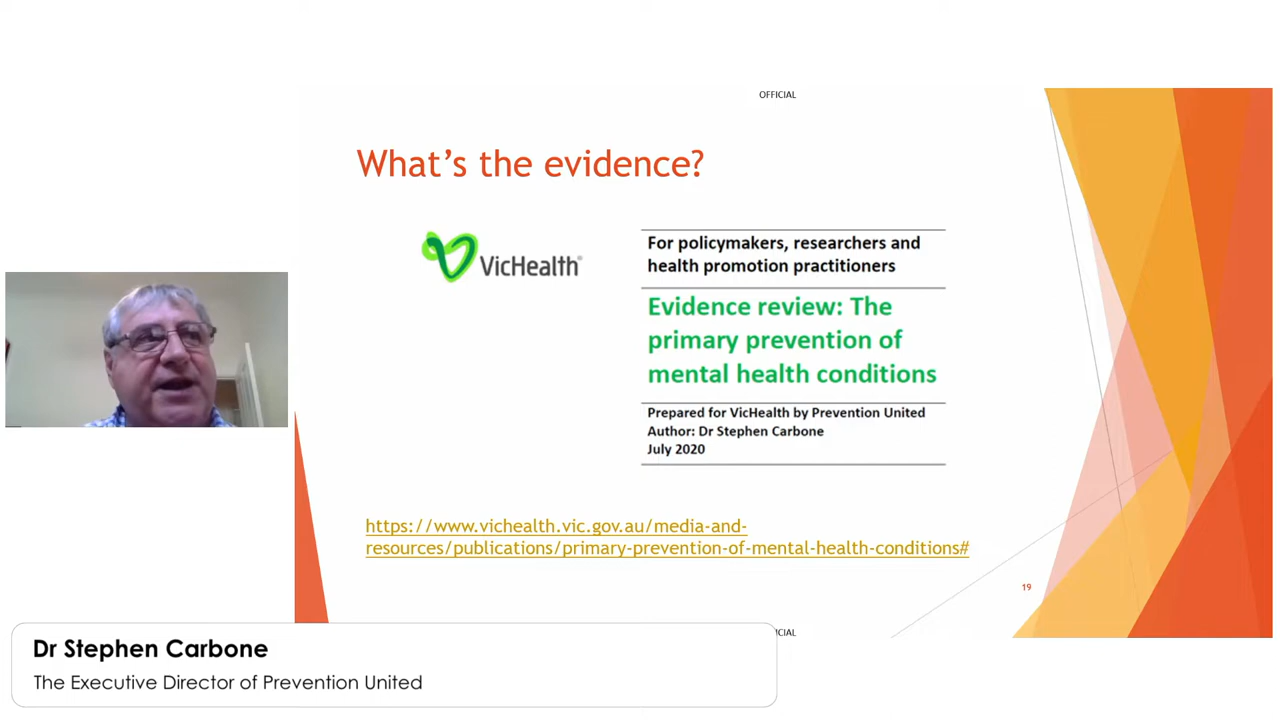 OFFICIAL
What's the evidence?
VicHealth®
For policymakers, researchers and
health promotion practitioners
Evidence review: The
primary prevention of
mental health conditions
Prepared for VicHealth by Prevention United
Author: Dr Stephen Carbone
July 2020
https://www.vichealth.vic.gov.au/media-and-
resources/publications/primary-prevention-of-mental-health-conditions#
19
ICIAL
Dr Stephen Carbone
The Executive Director of Prevention United